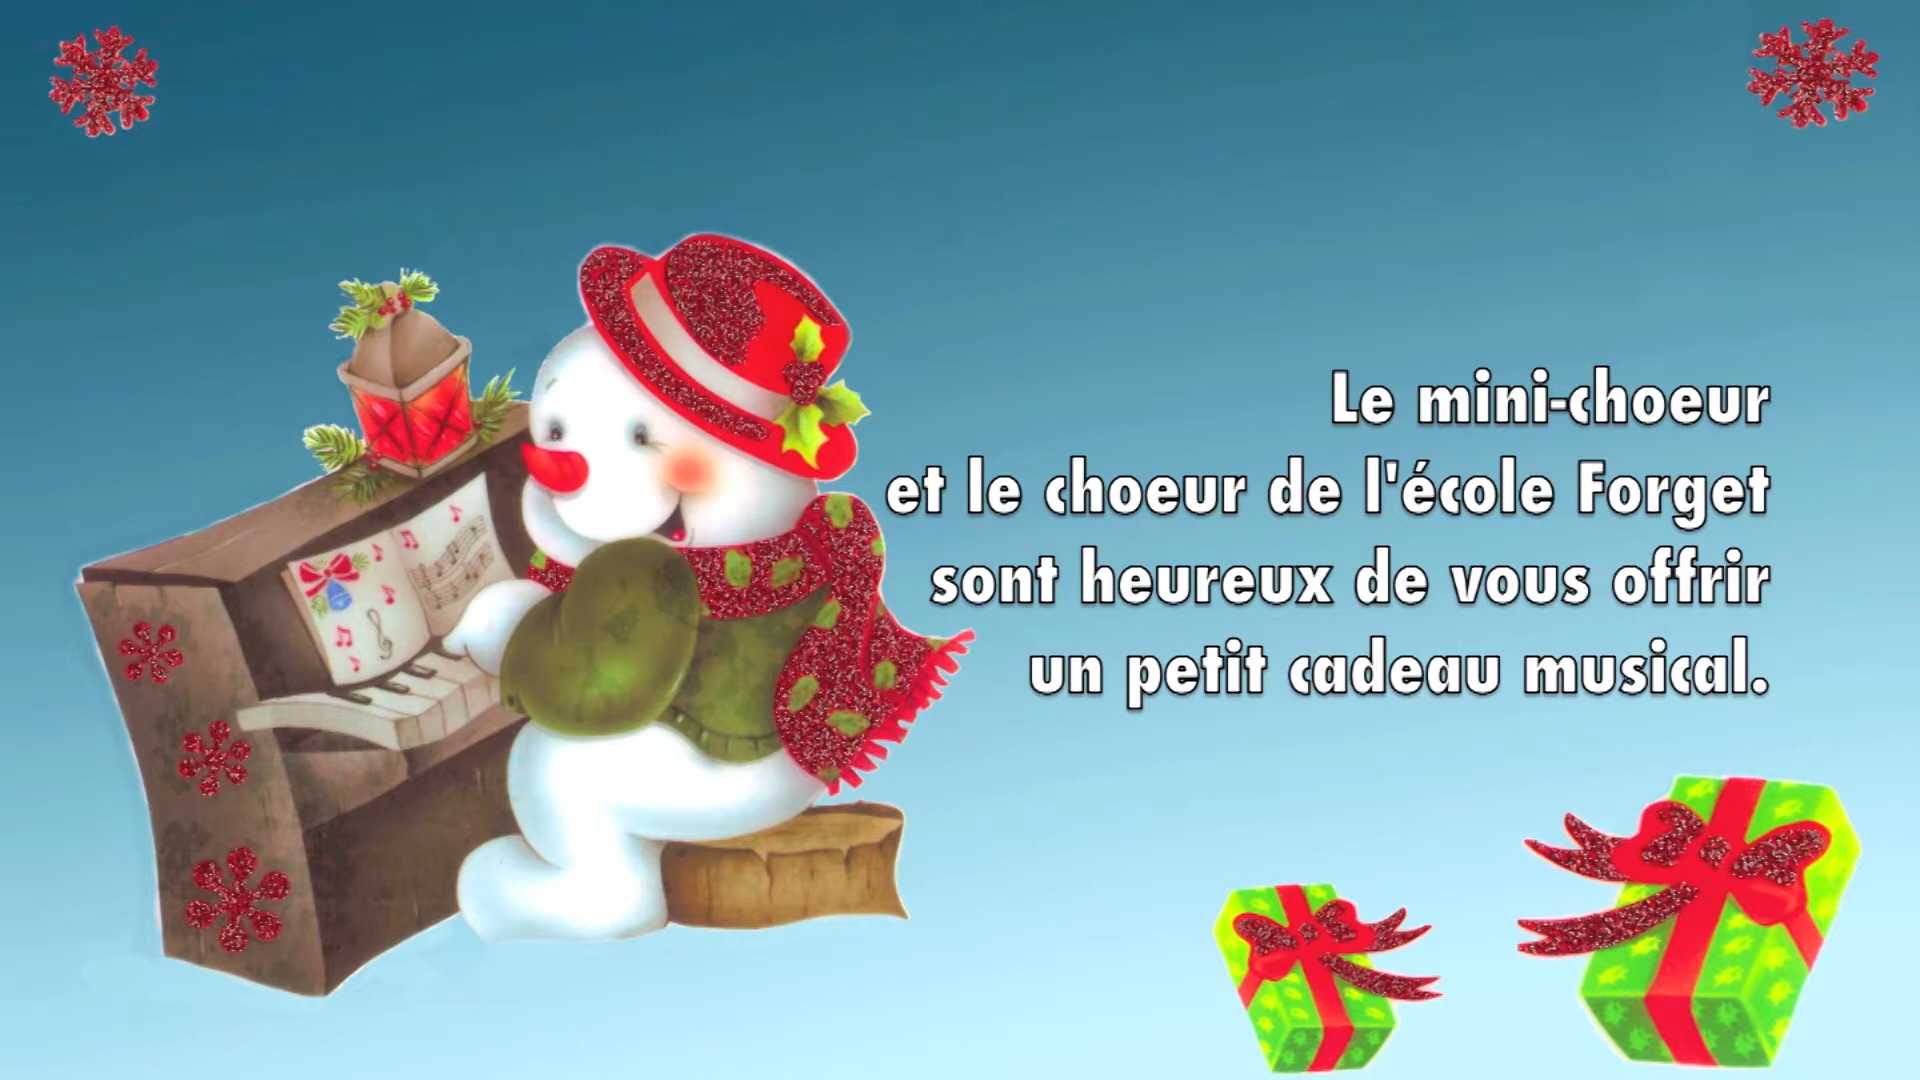 Le mini-choeur
et le choeur de l'école Forget
sont heureux de vous offrir
un petit cadeau musical.